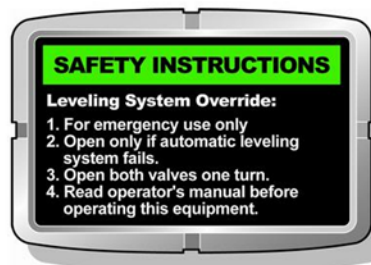 SAFETY INSTRUCTIONS
Leveling System Override:
1. For emergency use only
2. Open only if automatic leveling
system fails.
3. Open both valves one turn.
4. Read operator's manual before
operating this equipment.